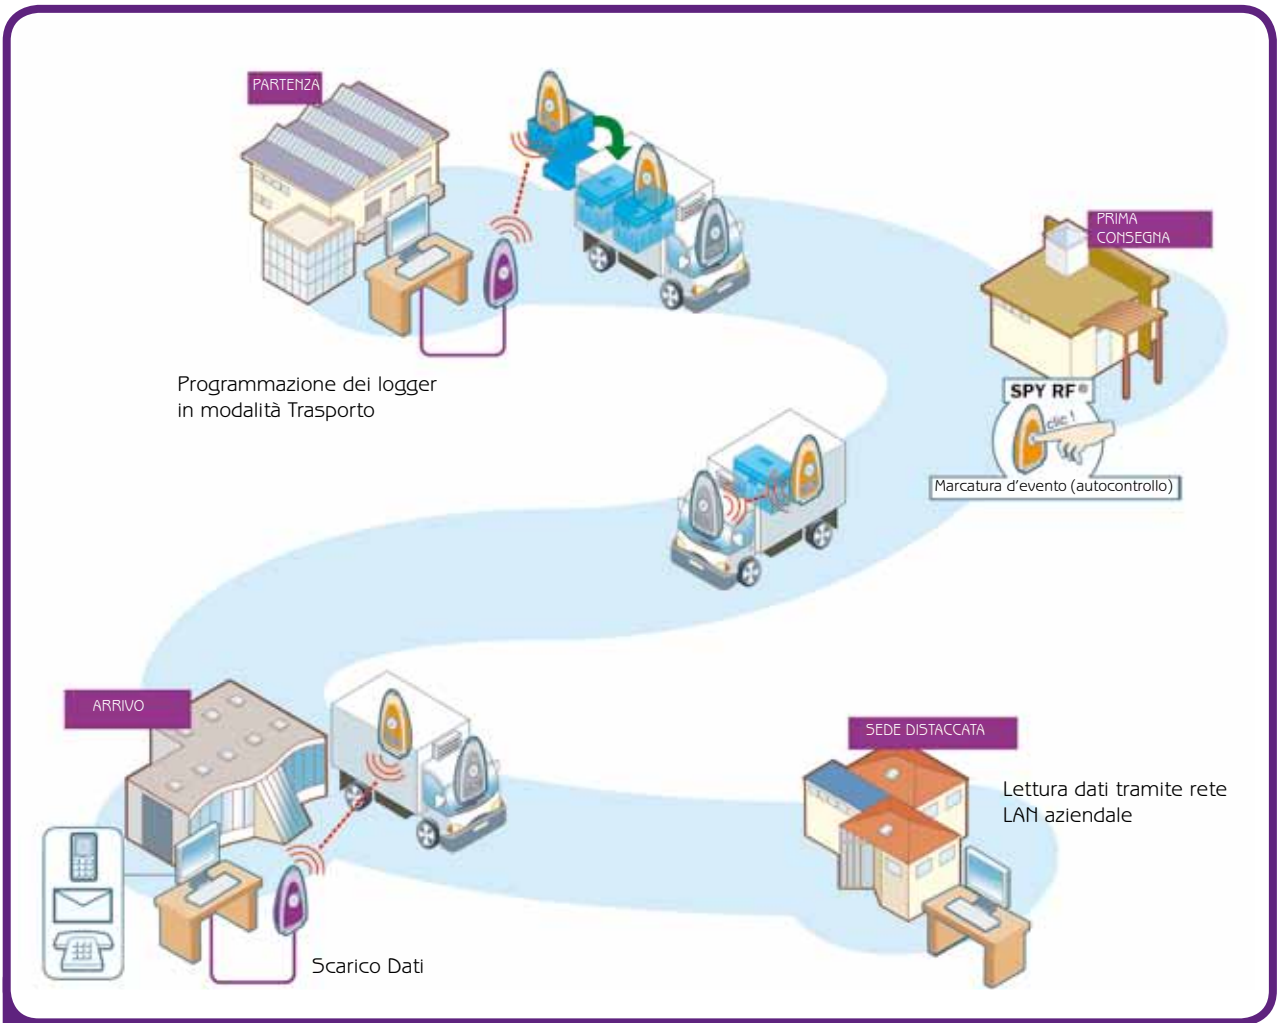 PARTENZA
PRIMA
CONSEGNA
Programmazione dei logger
in modalità Trasporto
SPY RF®
clic !
Marcatura d'evento (autocontrollo)
ARRIVO
SEDE DISTACCATA
Lettura dati tramite rete
LAN aziendale
Scarico Dati